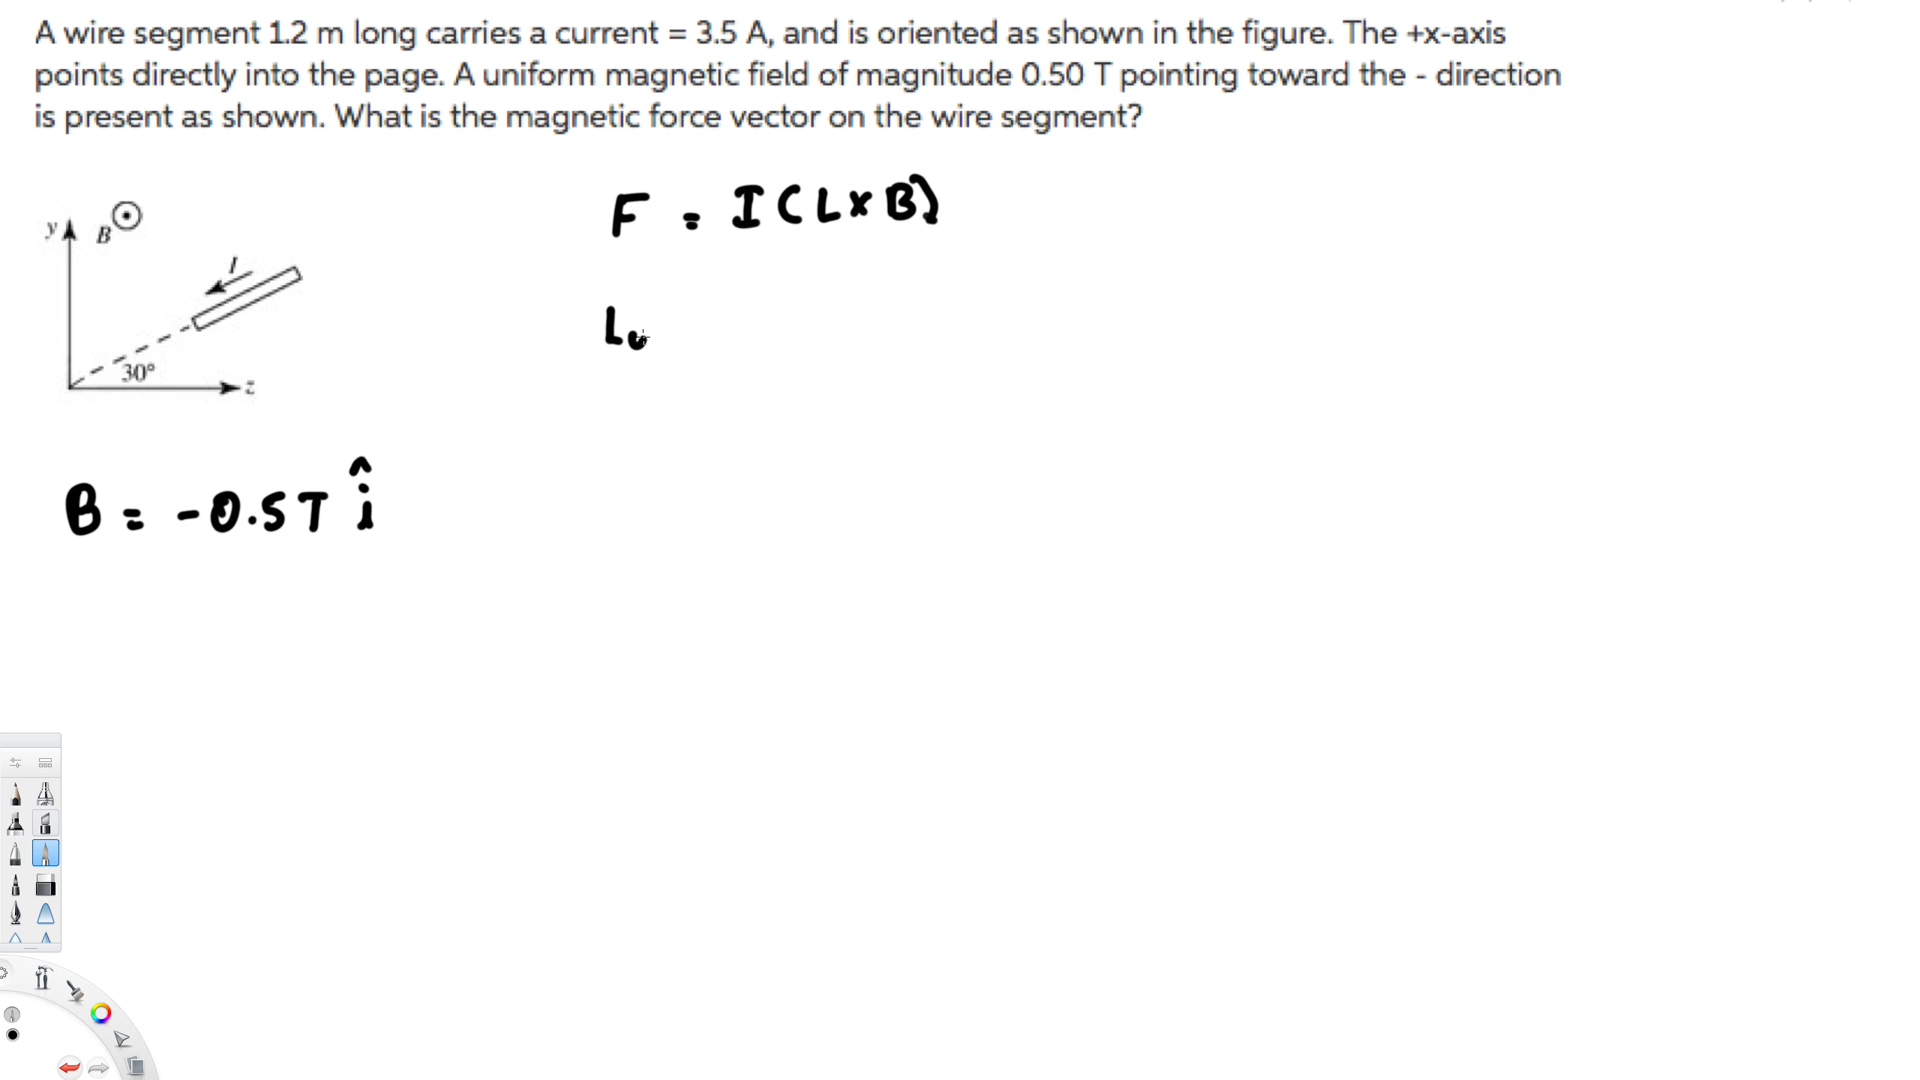 A wire segment 1.2 m long carries a current = 3.5 A, and is oriented as shown in the figure. The +x-axis
points directly into the page. A uniform magnetic field of magnitude 0.50 T pointing toward the - direction
is present as shown. What is the magnetic force vector on the wire segment?
F = I(L×B)
y B
I
L
30°
z
B = -0.5T î